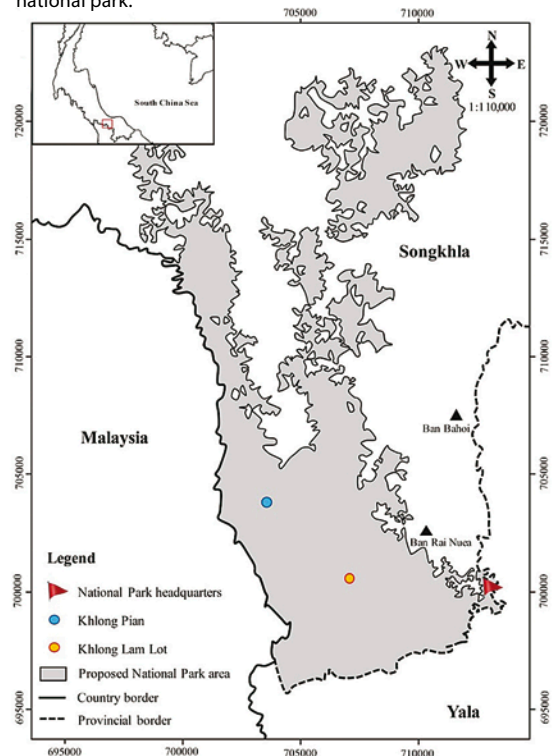 national park.
705000 710000
South China Sea
N
W E
S
1:110,000
720000 720000
Songkhla
715000 715000
710000 710000
Ban Bahoi
Malaysia
705000 705000
Ban Rai Nuea
Legend
National Park headquarters
700000 700000
Khlong Pian
Khlong Lam Lot
Proposed National Park area
Country border
Provincial border
Yala
695000 695000
695000 700000 705000 710000